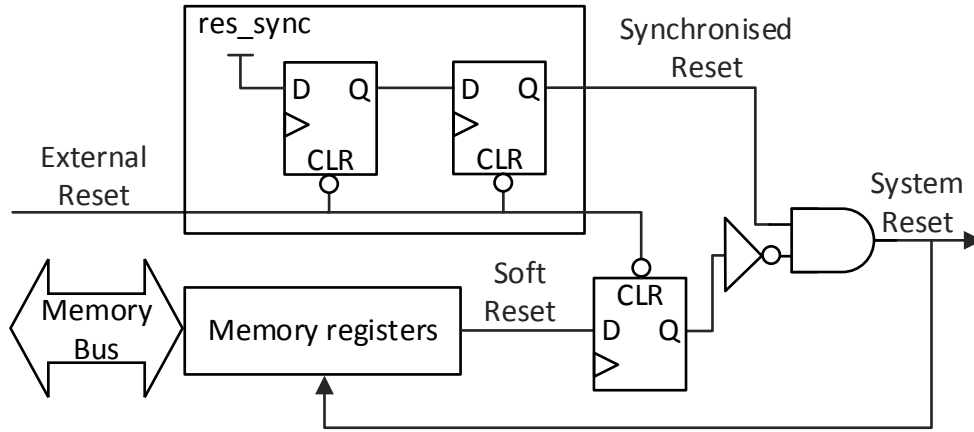 res_sync
D Q
CLR
D Q
CLR
Synchronised
Reset
External
Reset
System
Reset
Memory
Bus
Memory registers
Soft
Reset
CLR
D Q